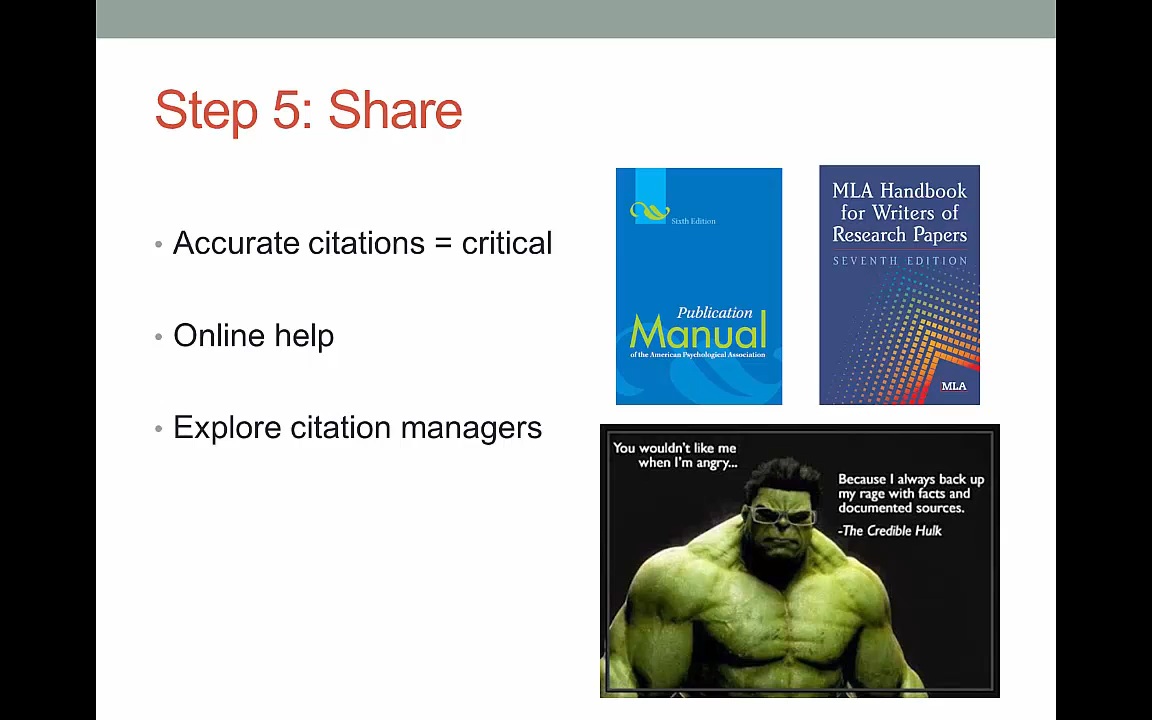 Step 5: Share
• Accurate citations = critical
• Online help
• Explore citation managers
Sixth Edition
Publication
Manual
of the American Psychological Association
MLA Handbook
for Writers of
Research Papers
SEVENTH EDITION
MLA
You wouldn't like me
when I'm angry...
Because I always back up
my rage with facts and
documented sources.
-The Credible Hulk